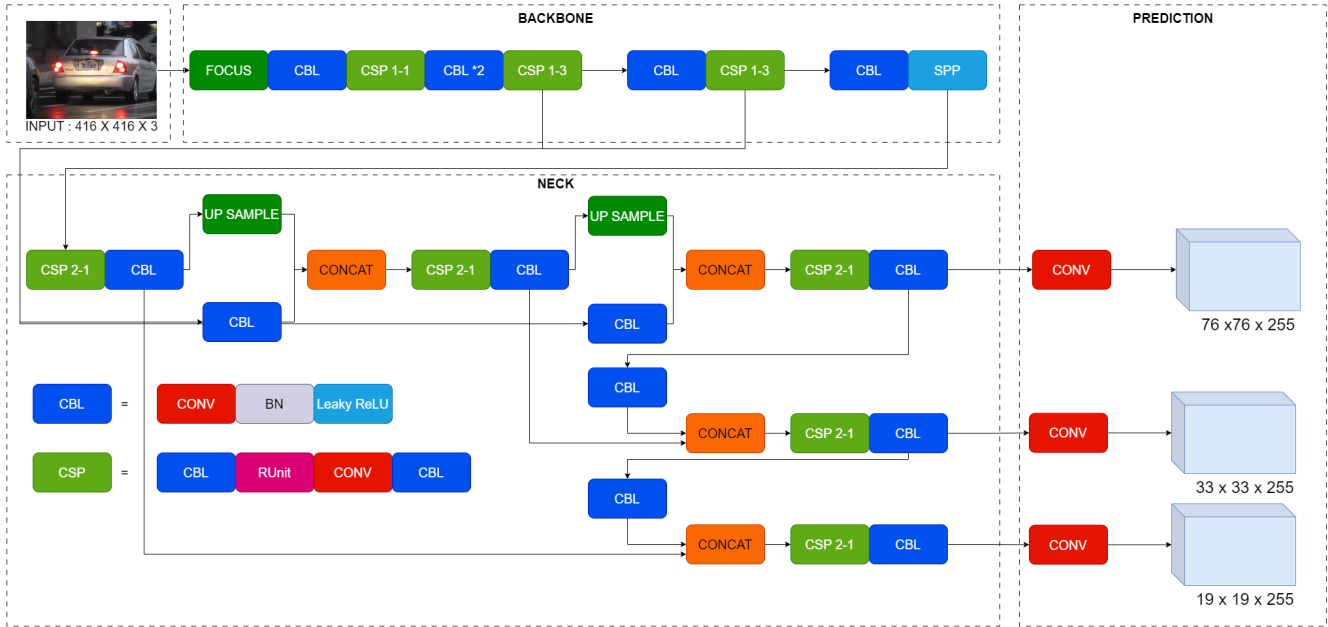 BACKBONE
PREDICTION
FOCUS
CBL
CSP 1-1
CBL *2
CSP 1-3
CBL
CSP 1-3
CBL
SPP
INPUT : 416 X 416 X 3
NECK
UP SAMPLE
UP SAMPLE
CSP 2-1
CBL
CONCAT
CSP 2-1
CBL
CONCAT
CSP 2-1
CBL
CONV
CBL
CBL
76 x76 x 255
CBL
CBL
=
CONV
BN
Leaky ReLU
CONCAT
CSP 2-1
CBL
CONV
CSP
=
CBL
RUnit
CONV
CBL
33 x 33 x 255
CBL
CONCAT
CSP 2-1
CBL
CONV
19 x 19 x 255